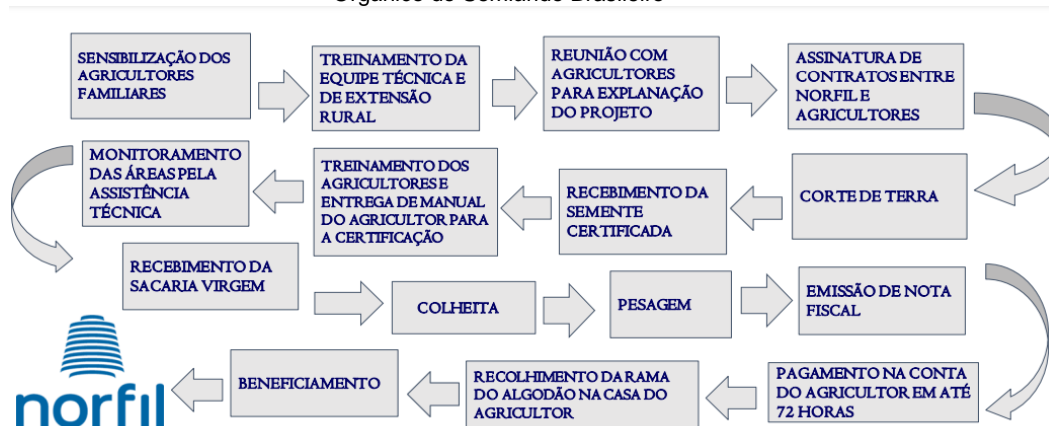 Orgânico do Semiárido Brasileiro
SENSIBILIZAÇÃO DOS
AGRICULTORES
FAMILIARES
TREINAMENTO DA
EQUIPE TÉCNICA E
DE EXTENSÃO
RURAL
REUNIÃO COM
AGRICULTORES
PARA EXPLANAÇÃO
DO PROJETO
ASSINATURA DE
CONTRATOS ENTRE
NORFIL E
AGRICULTORES
CORTE DE TERRA
RECEBIMENTO DA
SEMENTE
CERTIFICADA
TREINAMENTO DOS
AGRICULTORES E
ENTREGA DE MANUAL
DO AGRICULTOR PARA
A CERTIFICAÇÃO
MONITORAMENTO
DAS ÁREAS PELA
ASSISTÊNCIA
TÉCNICA
RECEBIMENTO DA
SACARIA VIRGEM
COLHEITA
PESAGEM
EMISSÃO DE NOTA
FISCAL
PAGAMENTO NA CONTA
DO AGRICULTOR EM ATÉ
72 HORAS
RECOLHIMENTO DA RAMA
DO ALGODÃO NA CASA DO
AGRICULTOR
BENEFICIAMENTO
norfil